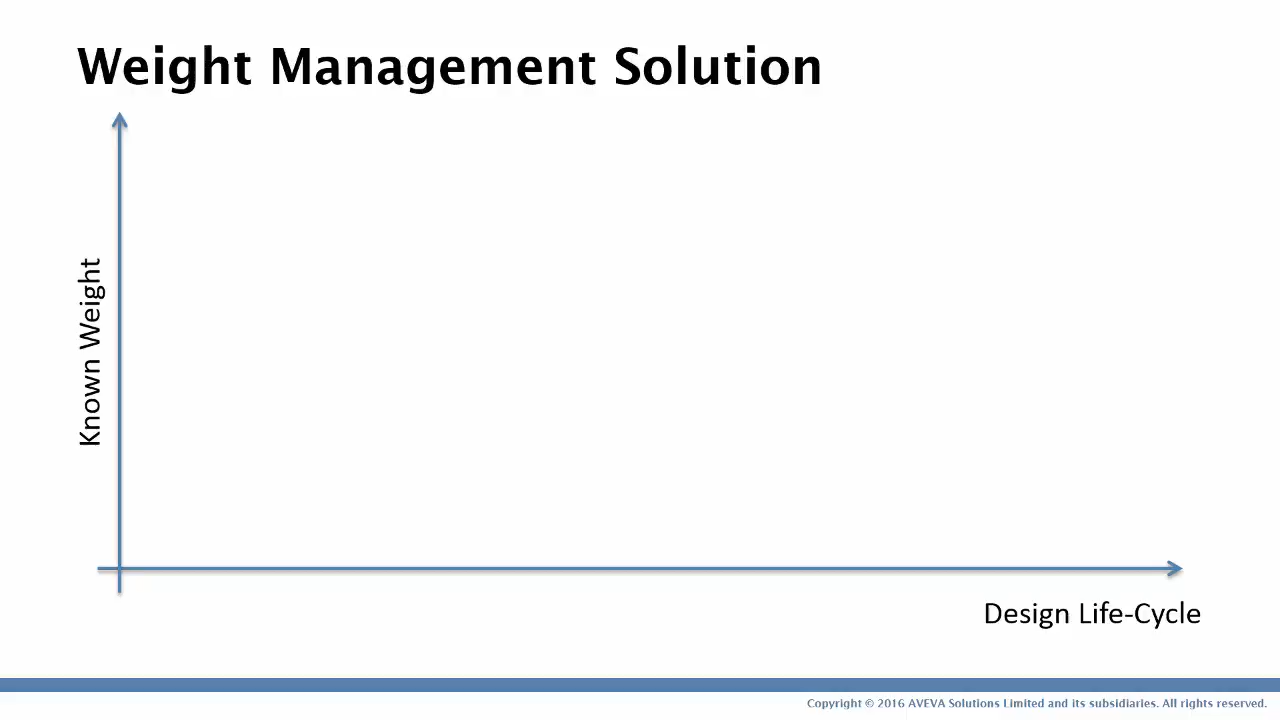 Weight Management Solution
Known Weight
Design Life-Cycle
Copyright © 2016 AVEVA Solutions Limited and its subsidiaries. All rights reserved.